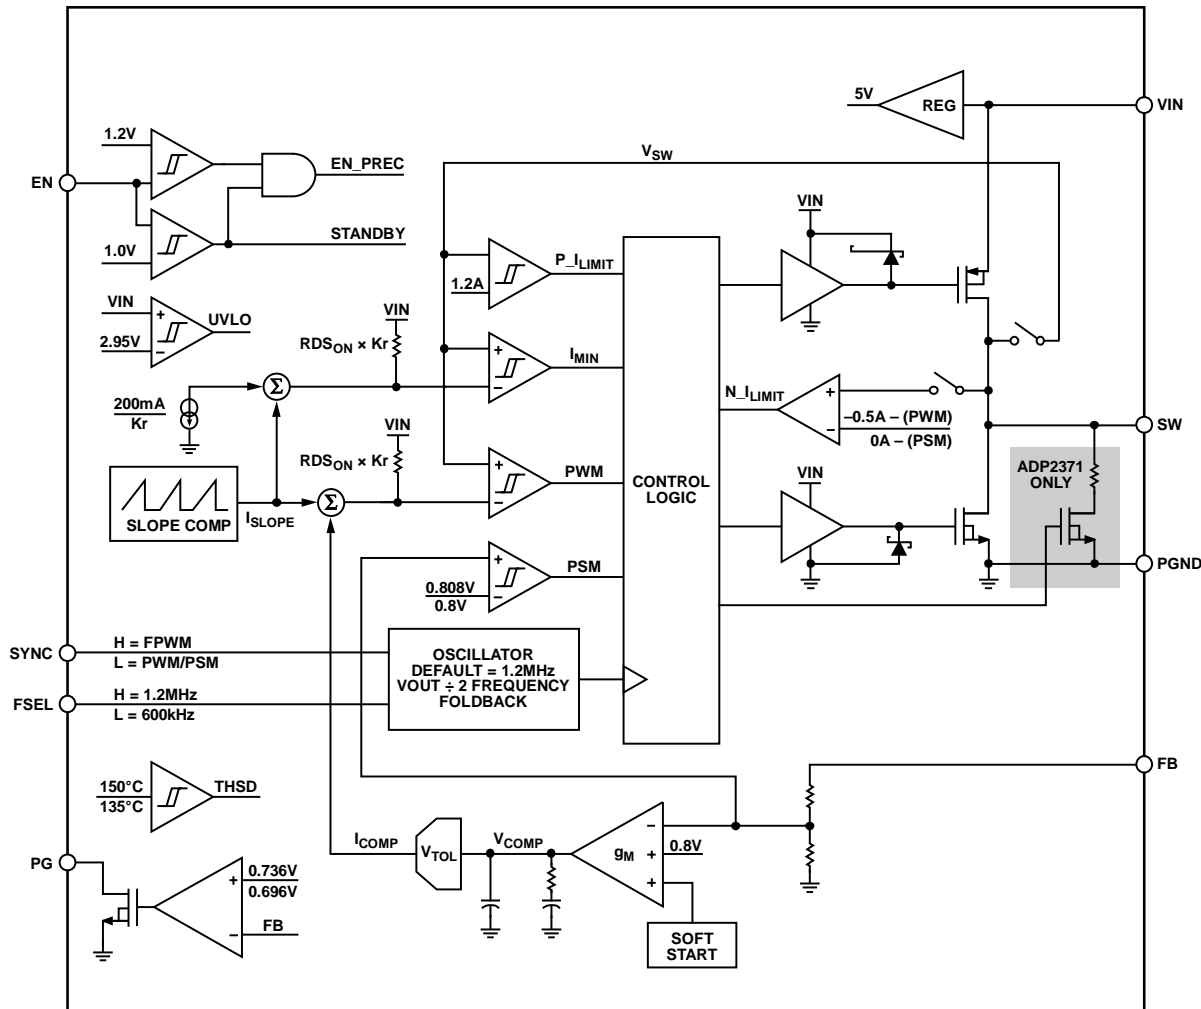 5V
REG
VIN
1.2V
EN
EN_PREC
1.0V
STANDBY
VSW
VIN
P_ILIMIT
1.2A
VIN
UVLO
2.95V
+
−
VIN
RDSON × Kr
+
−
IMIN
Σ
200mA
Kr
N_ILIMIT
+
−
–0.5A – (PWM)
0A – (PSM)
SW
RDSON × Kr
VIN
+
−
PWM
CONTROL
LOGIC
VIN
ADP2371
ONLY
SLOPE COMP
ISLOPE
Σ
+
−
PSM
0.808V
0.8V
PGND
SYNC
H = FPWM
L = PWM/PSM
FSEL
H = 1.2MHz
L = 600kHz
OSCILLATOR
DEFAULT = 1.2MHz
VOUT ÷ 2 FREQUENCY
FOLDBACK
FB
150°C
135°C
THSD
ICOMP
VTOL
VCOMP
gM
−
+
+
0.8V
SOFT
START
PG
+
−
0.736V
0.696V
FB